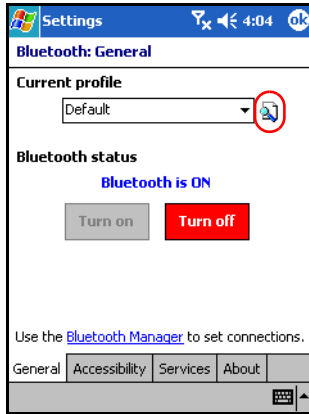 Settings 4:04 ok
Bluetooth: General
Current profile
Default
Bluetooth status
Bluetooth is ON
Turn on Turn off
Use the Bluetooth Manager to set connections.
General Accessibility Services About